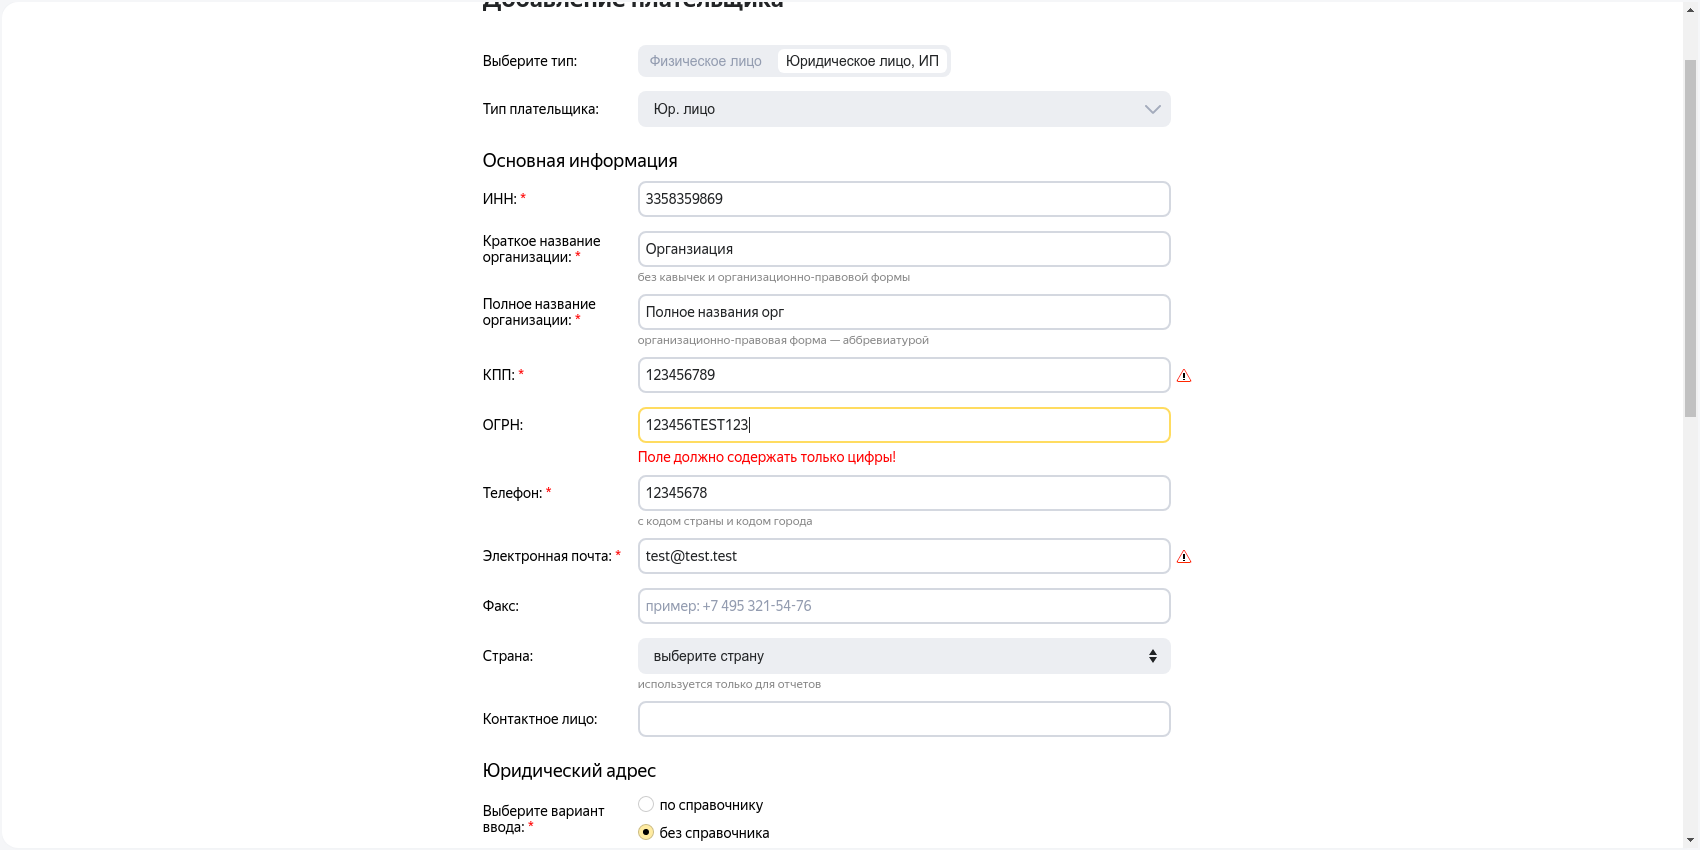 Добавление плательщика
Выберите тип:
Физическое лицо
Юридическое лицо, ИП
Тип плательщика:
Юр. лицо
Основная информация
ИНН: *
3358359869
Краткое название
организации: *
Органзиация
без кавычек и организационно-правовой формы
Полное название
организации: *
Полное названия орг
организационно-правовая форма — аббревиатурой
КПП: *
123456789
ОГРН:
123456TEST123
Поле должно содержать только цифры!
Телефон: *
12345678
с кодом страны и кодом города
Электронная почта: *
test@test.test
Факс:
пример: +7 495 321-54-76
Страна:
выберите страну
используется только для отчетов
Контактное лицо:
Юридический адрес
Выберите вариант
ввода: *
по справочнику
без справочника